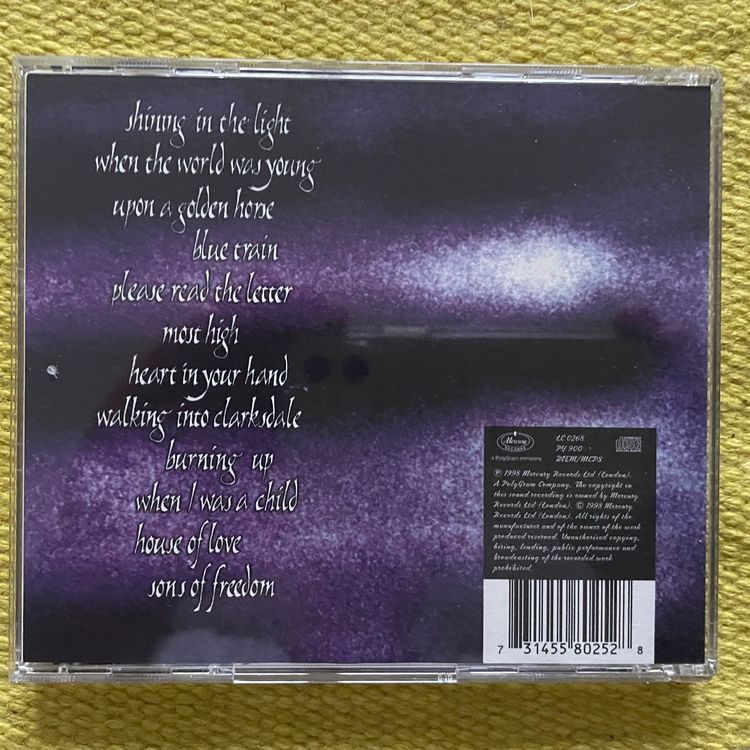 shining in the light
when the world was young
upon a golden horse
blue train
please read the letter
most high
heart in your hand
walking into clarksdale
burning up
when I was a child
house of love
sons of freedom
Mercury
RECORDS
a PolyGram company
LC 0268
PY 900
BIEM/MCPS
℗ 1998 Mercury Records Ltd (London).
A PolyGram Company. The copyright in
this sound recording is owned by Mercury
Records Ltd (London). © 1998 Mercury
Records Ltd (London). All rights of the
manufacturer and of the owner of the work
produced reserved. Unauthorised copying,
hiring, lending, public performance and
broadcasting of the recorded work
prohibited.
7 31455 80252 8